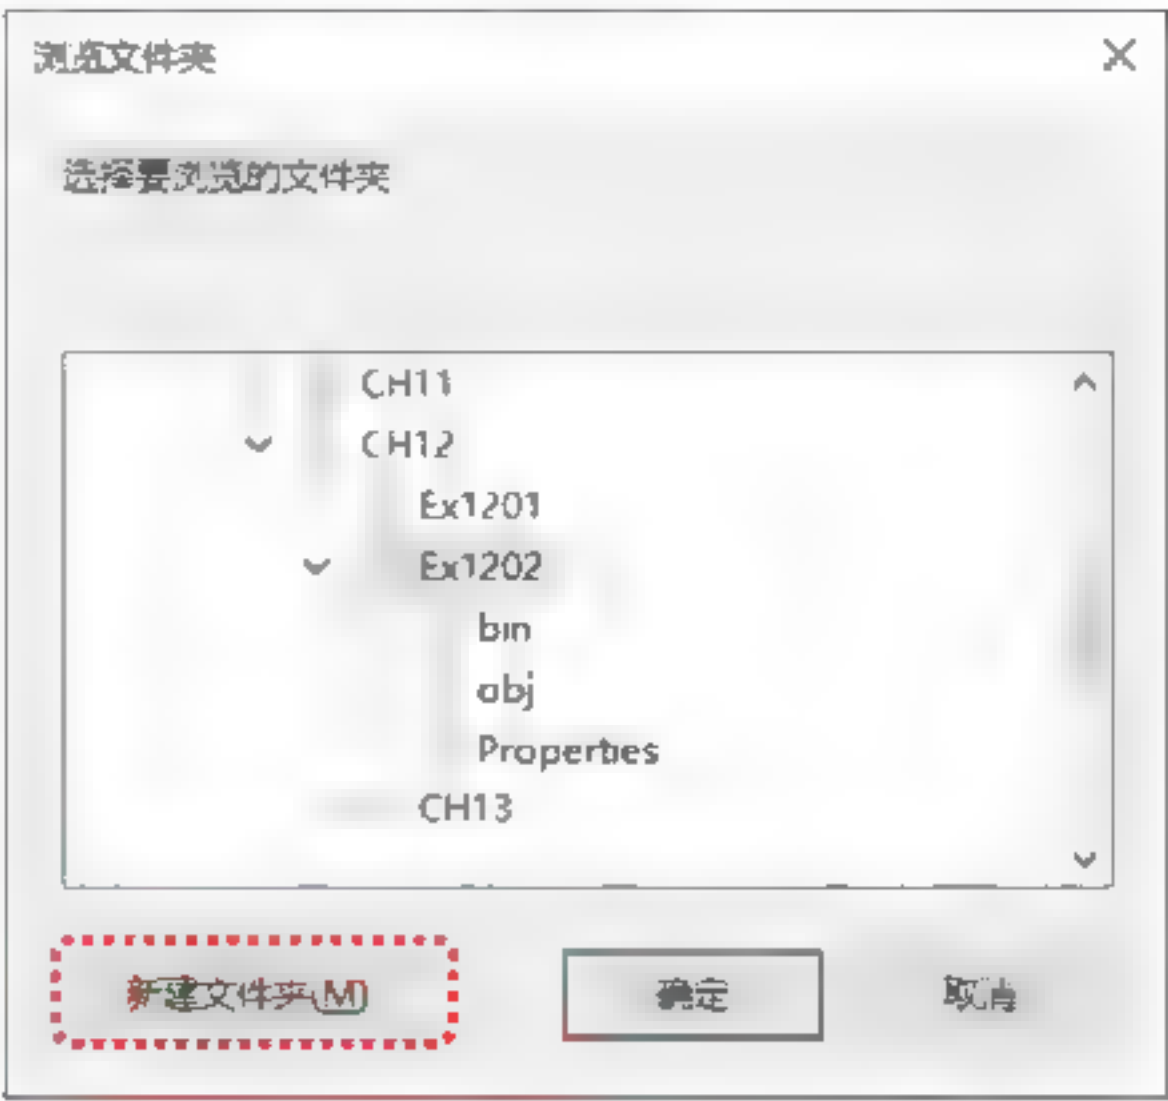 浏览文件夹
选择要浏览的文件夹
CH11
CH12
Ex1201
Ex1202
bin
obj
Properties
CH13
新建文件夹(M)
确定
取消